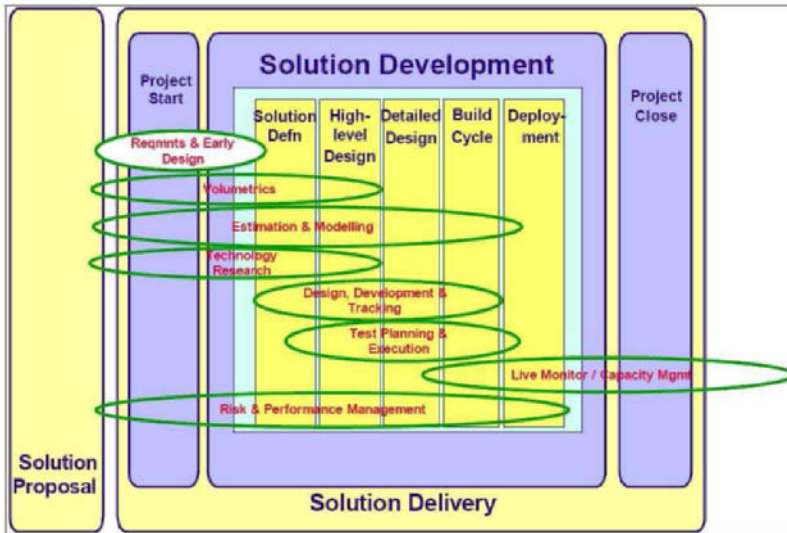 Solution Development
Project
Start
Project
Close
Solution
Defn
High-
level
Design
Detailed
Design
Build
Cycle
Deploy-
ment
Reqmnts & Early
Design
Volumetrics
Estimation & Modelling
Technology
Research
Design, Development &
Tracking
Test Planning &
Execution
Live Monitor / Capacity Mgmt
Risk & Performance Management
Solution
Proposal
Solution Delivery